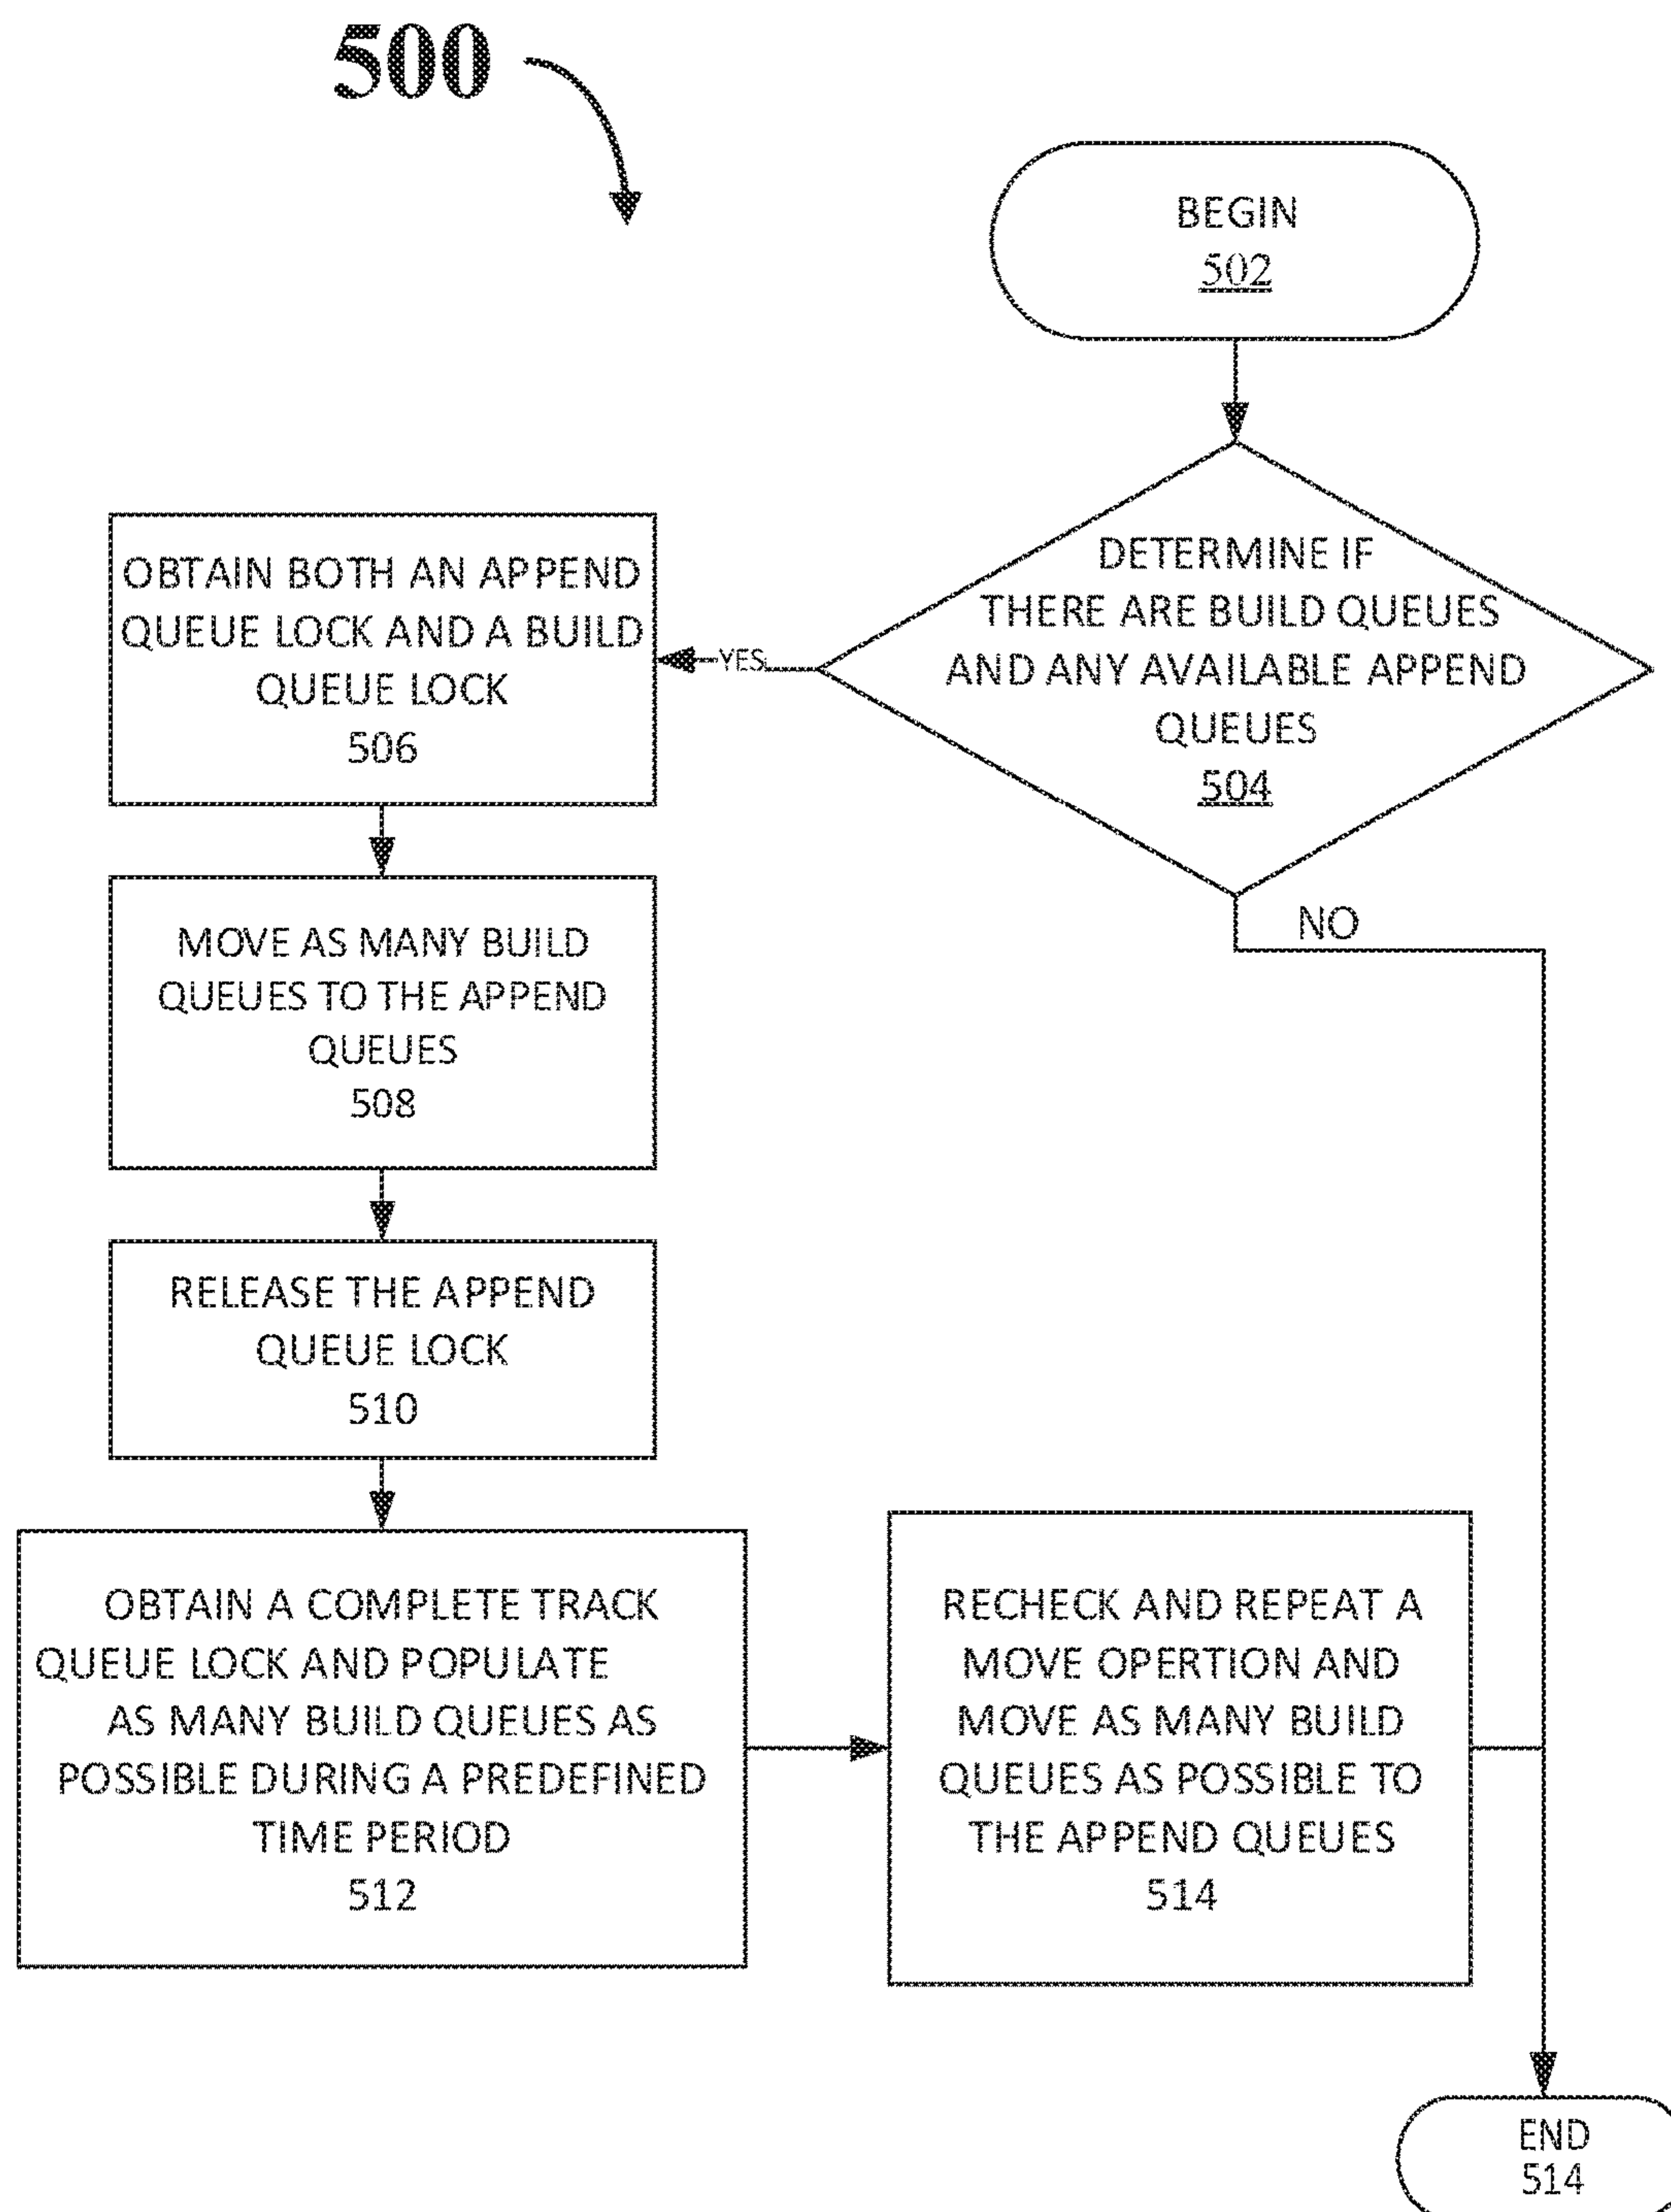 500
BEGIN
502
DETERMINE IF
THERE ARE BUILD QUEUES
AND ANY AVAILABLE APPEND
QUEUES
504
YES
NO
OBTAIN BOTH AN APPEND
QUEUE LOCK AND A BUILD
QUEUE LOCK
506
MOVE AS MANY BUILD
QUEUES TO THE APPEND
QUEUES
508
RELEASE THE APPEND
QUEUE LOCK
510
OBTAIN A COMPLETE TRACK
QUEUE LOCK AND POPULATE
AS MANY BUILD QUEUES AS
POSSIBLE DURING A PREDEFINED
TIME PERIOD
512
RECHECK AND REPEAT A
MOVE OPERTION AND
MOVE AS MANY BUILD
QUEUES AS POSSIBLE TO
THE APPEND QUEUES
514
END
514